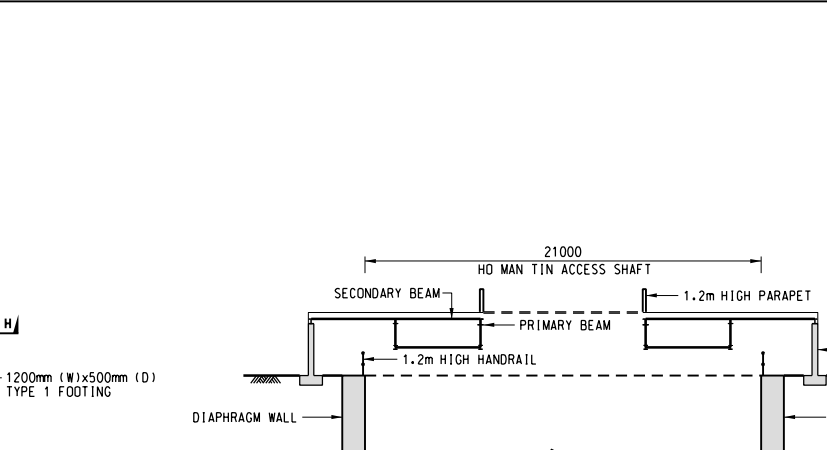 21000
HO MAN TIN ACCESS SHAFT
SECONDARY BEAM
1.2m HIGH PARAPET
H
PRIMARY BEAM
1.2m HIGH HANDRAIL
1200mm (W)x500mm (D)
TYPE 1 FOOTING
DIAPHRAGM WALL